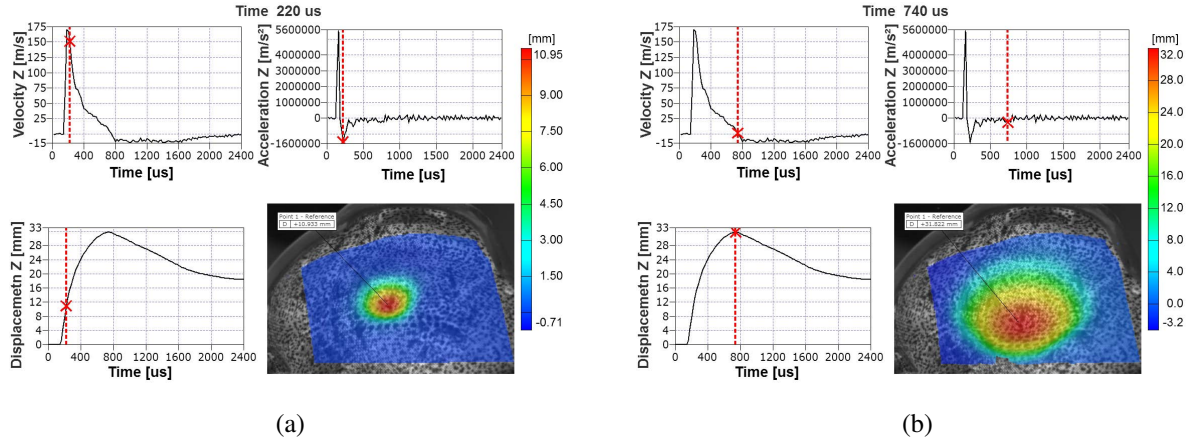 Time 220 us
Velocity Z [m/s]
175
150
125
100
75
50
25
-15
0 400 800 1200 1600 2000 2400
Time [us]
Acceleration Z [m/s²]
5600000
4000000
3000000
2000000
1000000
0
-1600000
0 500 1000 1500 2000 2400
Time [us]
[mm]
10.95
9.00
7.50
6.00
4.50
3.00
1.50
-0.71
Displacemetn Z [mm]
33
28
24
20
16
12
8
4
0
0 400 800 1200 1600 2000 2400
Time [us]
Point 1 - Reference
D +10.933 mm
(a)
Time 740 us
Velocity Z [m/s]
175
150
125
100
75
50
25
-15
0 400 800 1200 1600 2000 2400
Time [us]
Acceleration Z [m/s²]
5600000
4000000
3000000
2000000
1000000
0
-1600000
0 500 1000 1500 2000 2400
Time [us]
[mm]
32.0
28.0
24.0
20.0
16.0
12.0
8.0
4.0
0.0
-3.2
Displacemetn Z [mm]
33
28
24
20
16
12
8
4
0
0 400 800 1200 1600 2000 2400
Time [us]
Point 1 - Reference
D +31.822 mm
(b)